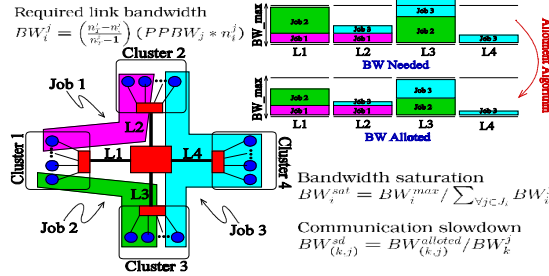 Required link bandwidth
BW_i^j = ( (n_t^j − n_i^j) / (n_t^j − 1) ) (PPBW_j * n_i^j)
Cluster 2
Job 1
L2
Cluster 1
L1
L4
Cluster 4
L3
Job 2
Job 3
Cluster 3
BW_max
Job 2
Job 1
Job 3
Job 1
Job 3
Job 2
Job 3
L1 L2 L3 L4
BW Needed
BW_max
Job 2
Job 1
Job 3
Job 1
Job 3
Job 2
Job 3
L1 L2 L3 L4
BW Alloted
Allotment Algorithm
Bandwidth saturation
BW_i^sat = BW_i^max / ∑_{∀j∈J_i} BW_i
Communication slowdown
BW_(k,j)^sd = BW_(k,j)^alloted / BW_k^j